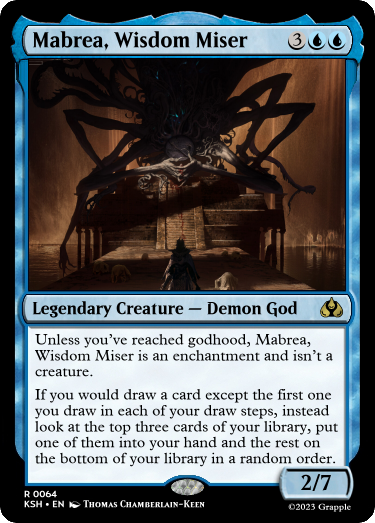 Mabrea, Wisdom Miser 3
Legendary Creature — Demon God
Unless you've reached godhood, Mabrea,
Wisdom Miser is an enchantment and isn't a
creature.
If you would draw a card except the first one
you draw in each of your draw steps, instead
look at the top three cards of your library, put
one of them into your hand and the rest on
the bottom of your library in a random order.
2/7
R 0064
KSH • EN Thomas Chamberlain-Keen
©2023 Grapple